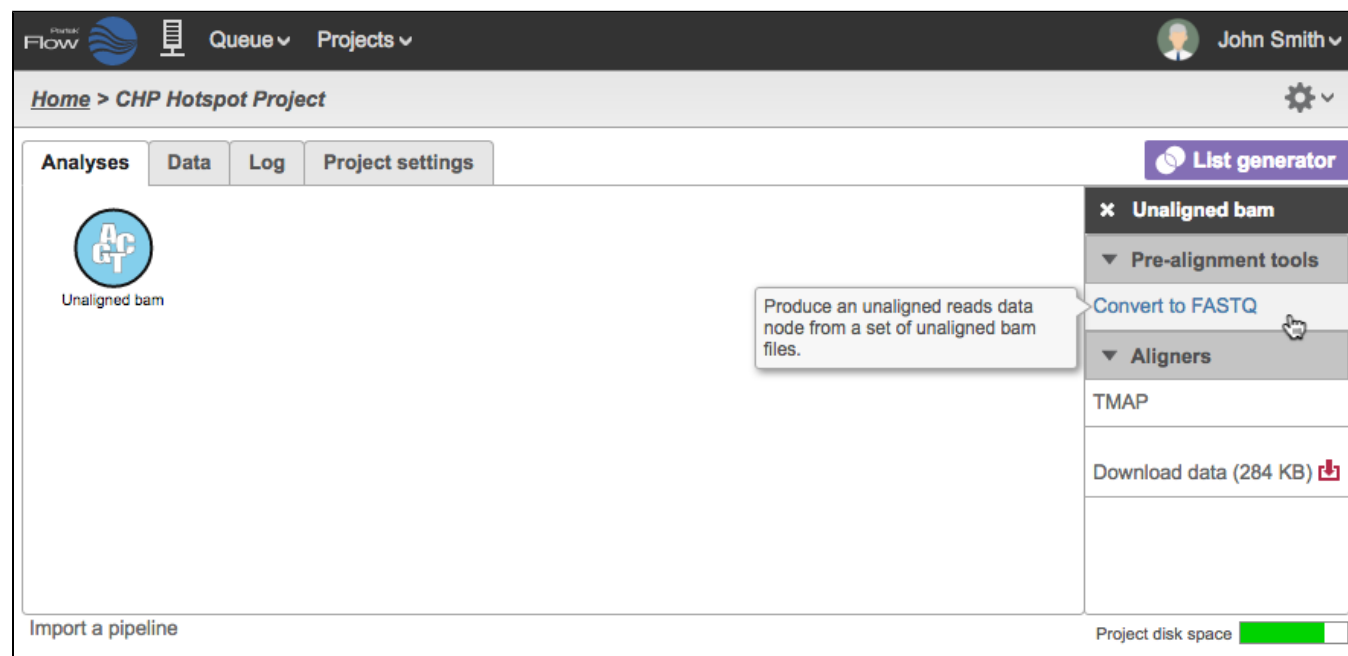 Partek
Flow
Queue
Projects
John Smith
Home > CHP Hotspot Project
Analyses
Data
Log
Project settings
List generator
ACGT
Unaligned bam
Unaligned bam
Pre-alignment tools
Produce an unaligned reads data
node from a set of unaligned bam
files.
Convert to FASTQ
Aligners
TMAP
Download data (284 KB)
Import a pipeline
Project disk space